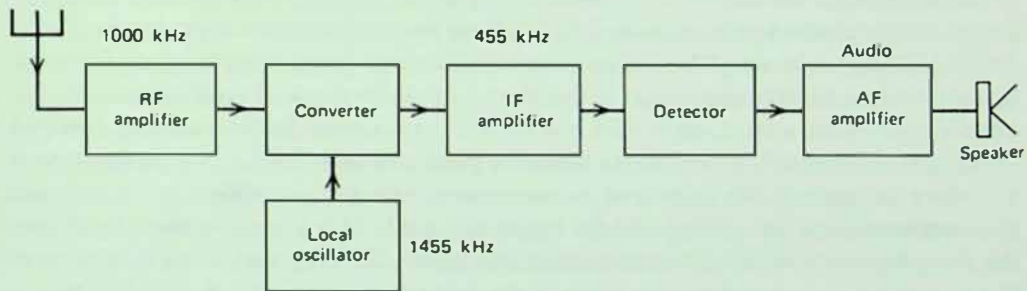 1000 kHz
455 kHz
Audio
RF
amplifier
Converter
IF
amplifier
Detector
AF
amplifier
Speaker
Local
oscillator
1455 kHz